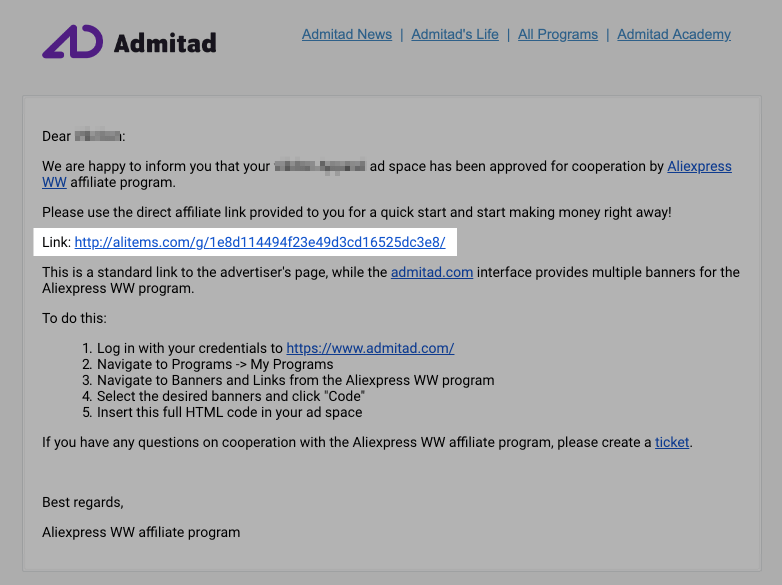 Admitad
Admitad News | Admitad's Life | All Programs | Admitad Academy
Dear :
We are happy to inform you that your ad space has been approved for cooperation by Aliexpress
WW affiliate program.
Please use the direct affiliate link provided to you for a quick start and start making money right away!
Link: http://alitems.com/g/1e8d114494f23e49d3cd16525dc3e8/
This is a standard link to the advertiser's page, while the admitad.com interface provides multiple banners for the
Aliexpress WW program.
To do this:
1. Log in with your credentials to https://www.admitad.com/
2. Navigate to Programs -> My Programs
3. Navigate to Banners and Links from the Aliexpress WW program
4. Select the desired banners and click "Code"
5. Insert this full HTML code in your ad space
If you have any questions on cooperation with the Aliexpress WW affiliate program, please create a ticket.
Best regards,
Aliexpress WW affiliate program